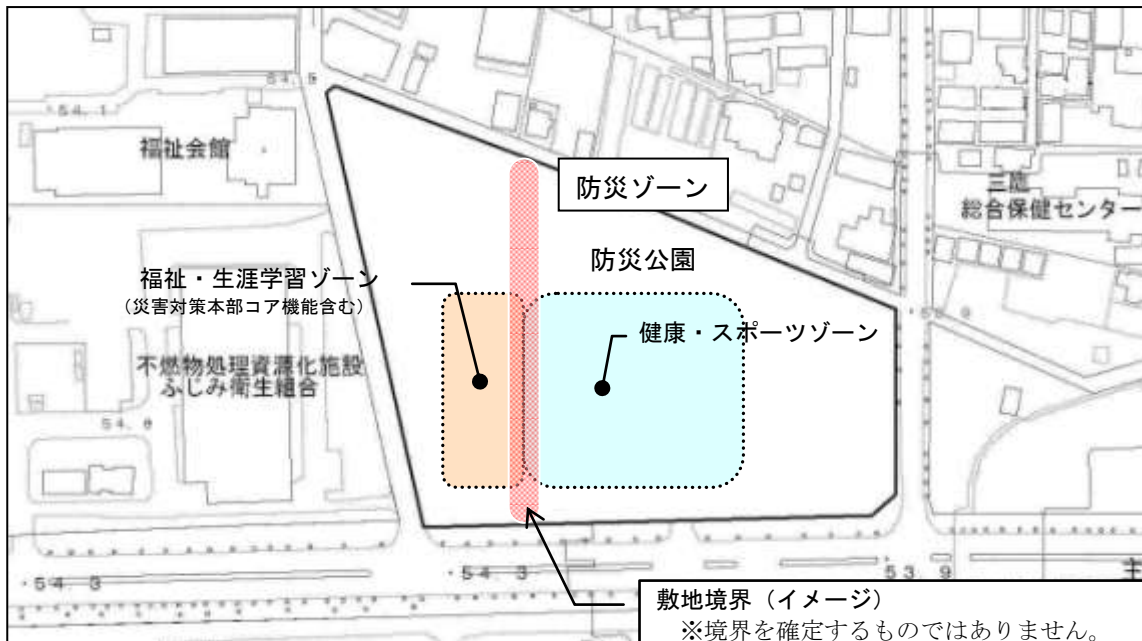 54.5
54.1
福祉会館
防災ゾーン
三鷹
総合保健センター
防災公園
福祉・生涯学習ゾーン
（災害対策本部コア機能含む）
健康・スポーツゾーン
不燃物処理資源化施設
ふじみ衛生組合
54.3
54.3
53.9
主
敷地境界（イメージ）
※境界を確定するものではありません。